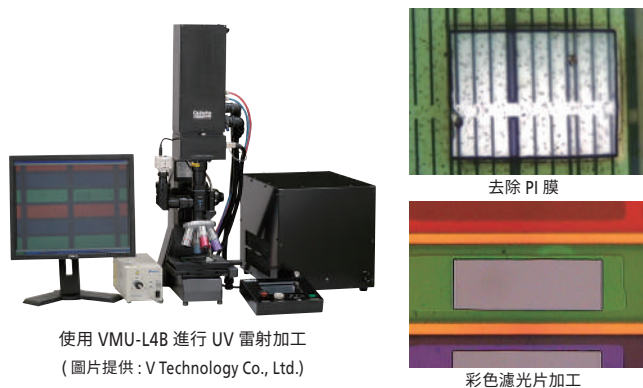 使用 VMU-L4B 進行 UV 雷射加工
( 圖片提供 : V Technology Co., Ltd.)
去除 PI 膜
彩色濾光片加工